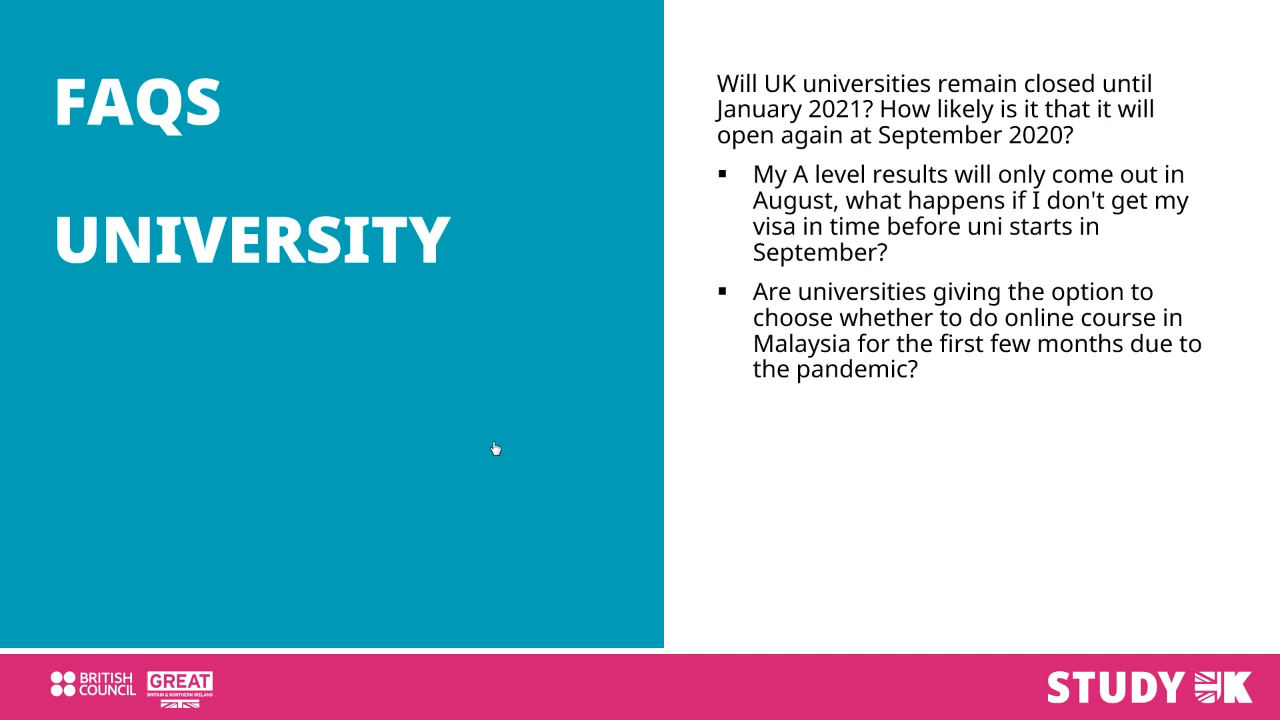 FAQS
UNIVERSITY
Will UK universities remain closed until
January 2021? How likely is it that it will
open again at September 2020?
▪ My A level results will only come out in
August, what happens if I don't get my
visa in time before uni starts in
September?
▪ Are universities giving the option to
choose whether to do online course in
Malaysia for the first few months due to
the pandemic?
BRITISH
COUNCIL
GREAT
BRITAIN & NORTHERN IRELAND
STUDY UK